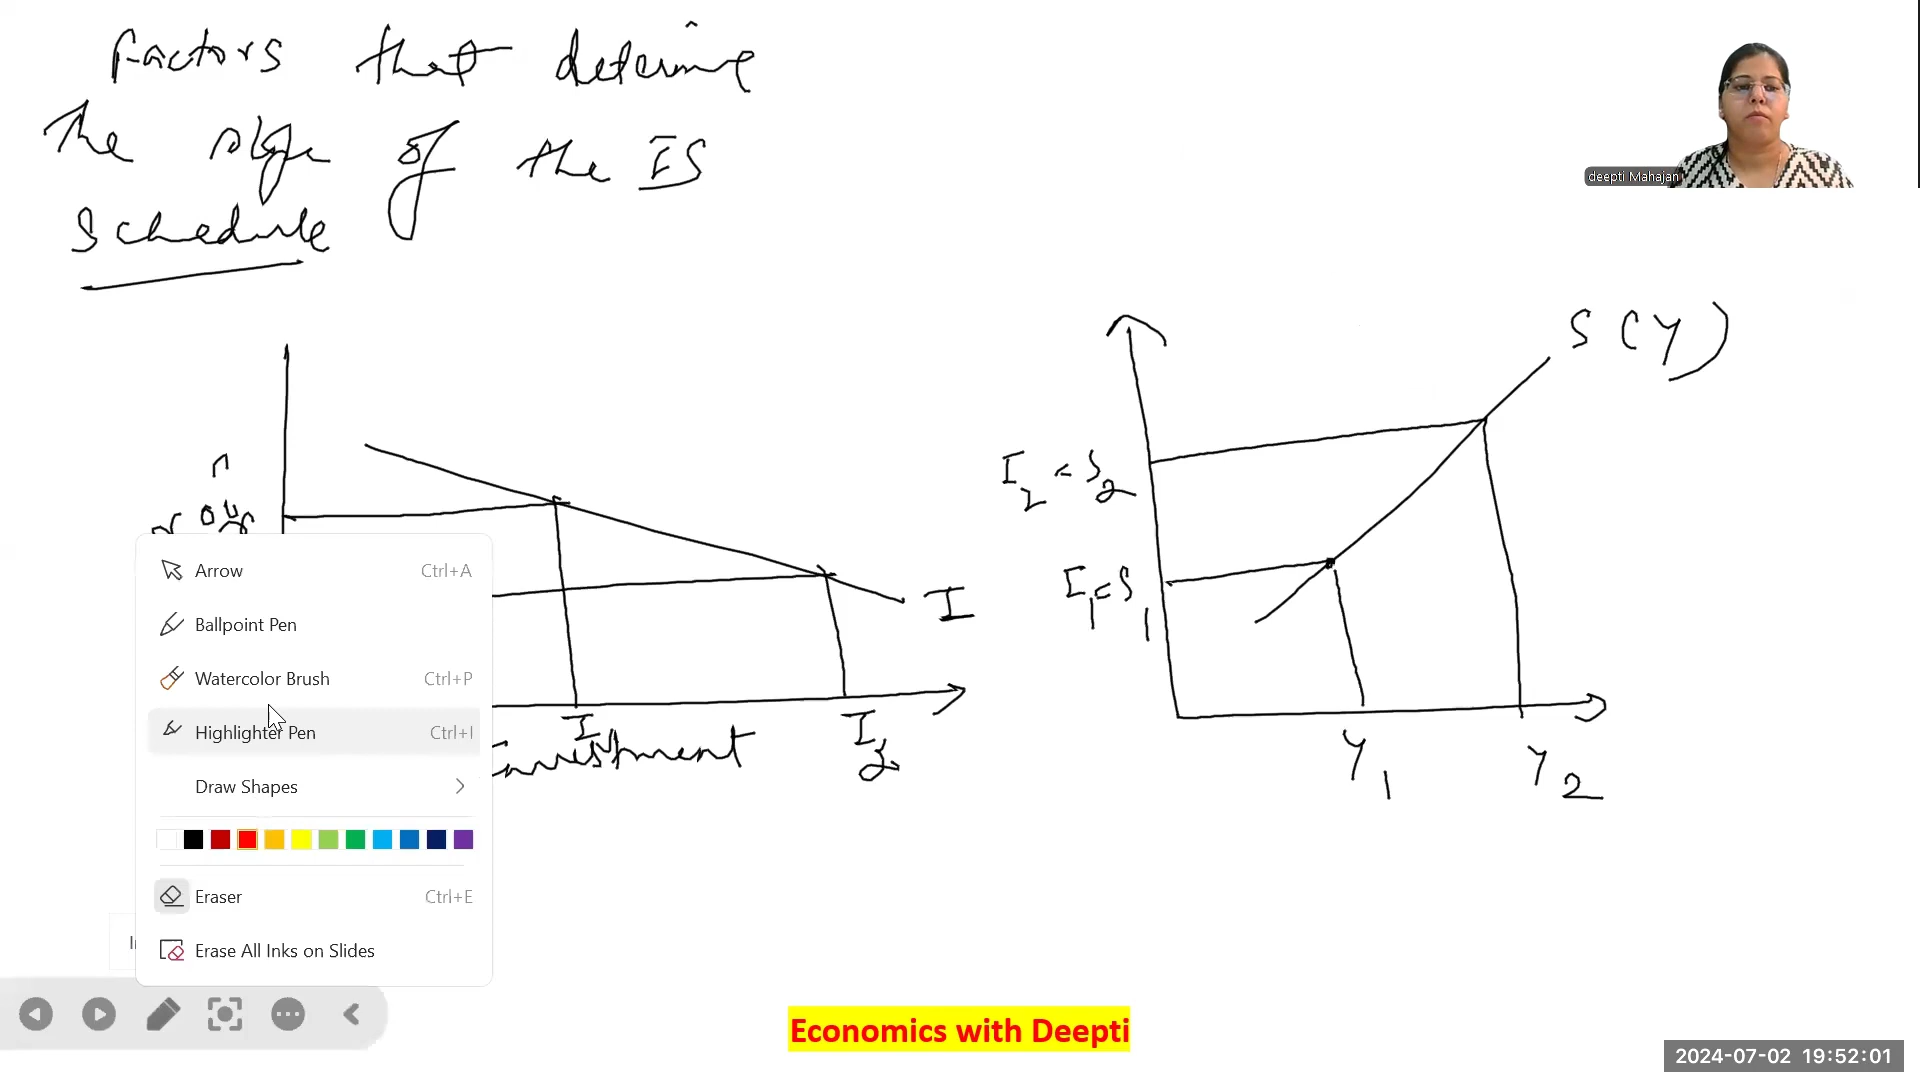 Factors that determine
the slope of the IS
Schedule
deepti Mahajan
S(Y)
r
I
I
I2
Investment
I2 = S2
I1 = S1
Y1
Y2
Arrow Ctrl+A
Ballpoint Pen
Watercolor Brush Ctrl+P
Highlighter Pen Ctrl+I
Draw Shapes
Eraser Ctrl+E
Erase All Inks on Slides
Economics with Deepti
2024-07-02 19:52:01